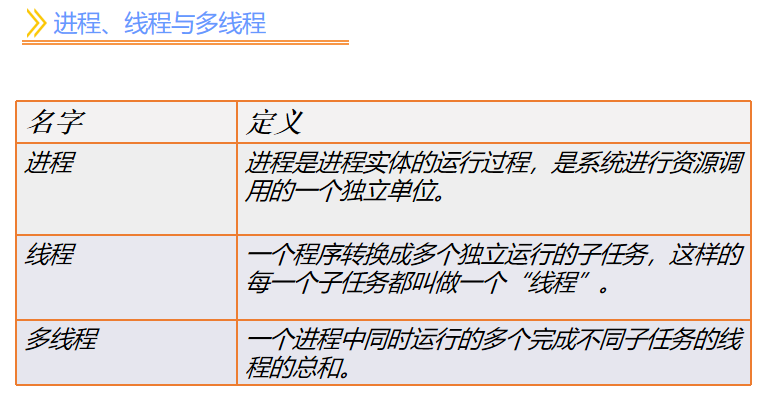 进程、线程与多线程
名字
定义
进程
进程是进程实体的运行过程，是系统进行资源调
用的一个独立单位。
线程
一个程序转换成多个独立运行的子任务，这样的
每一个子任务都叫做一个“线程”。
多线程
一个进程中同时运行的多个完成不同子任务的线
程的总和。